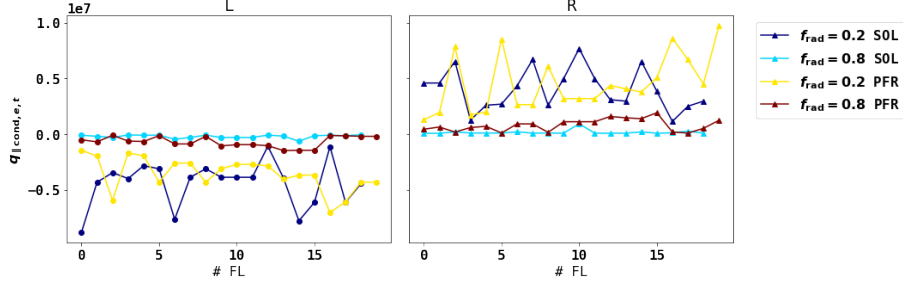 1e7
L
R
1.0
0.5
0.0
−0.5
q∥cond,e,t
0 5 10 15
# FL
0 5 10 15
# FL
f_rad = 0.2 SOL
f_rad = 0.8 SOL
f_rad = 0.2 PFR
f_rad = 0.8 PFR